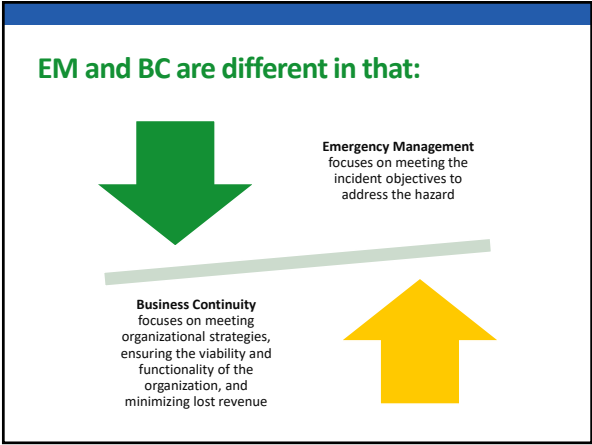 EM and BC are different in that:
Emergency Management
focuses on meeting the
incident objectives to
address the hazard
Business Continuity
focuses on meeting
organizational strategies,
ensuring the viability and
functionality of the
organization, and
minimizing lost revenue